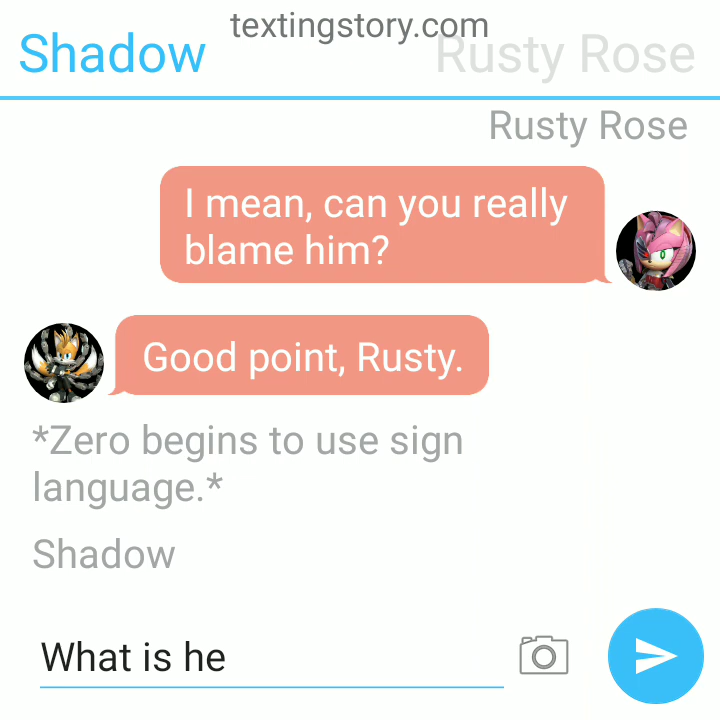 textingstory.com
Shadow
Rusty Rose
Rusty Rose
I mean, can you really
blame him?
Good point, Rusty.
*Zero begins to use sign
language.*
Shadow
What is he